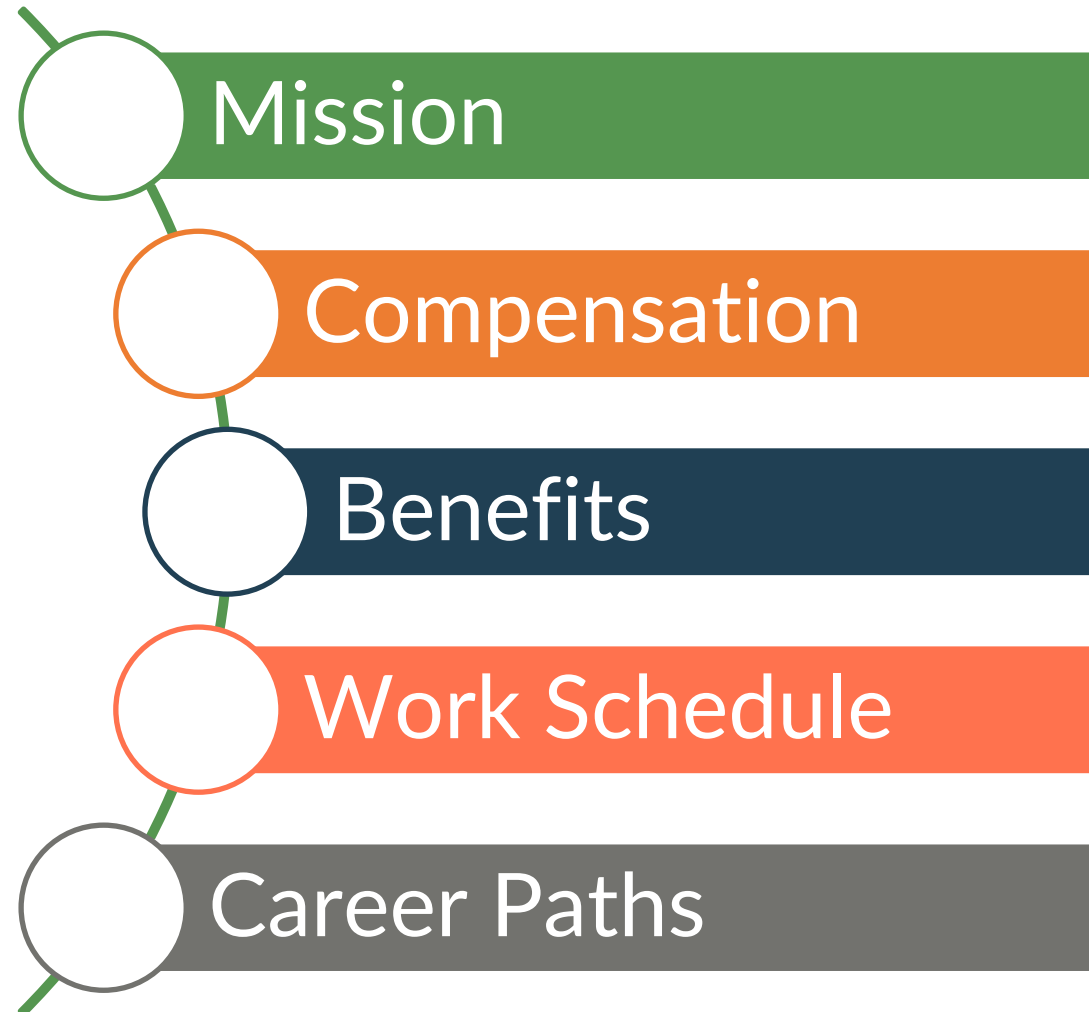 Mission
Compensation
Benefits
Work Schedule
Career Paths